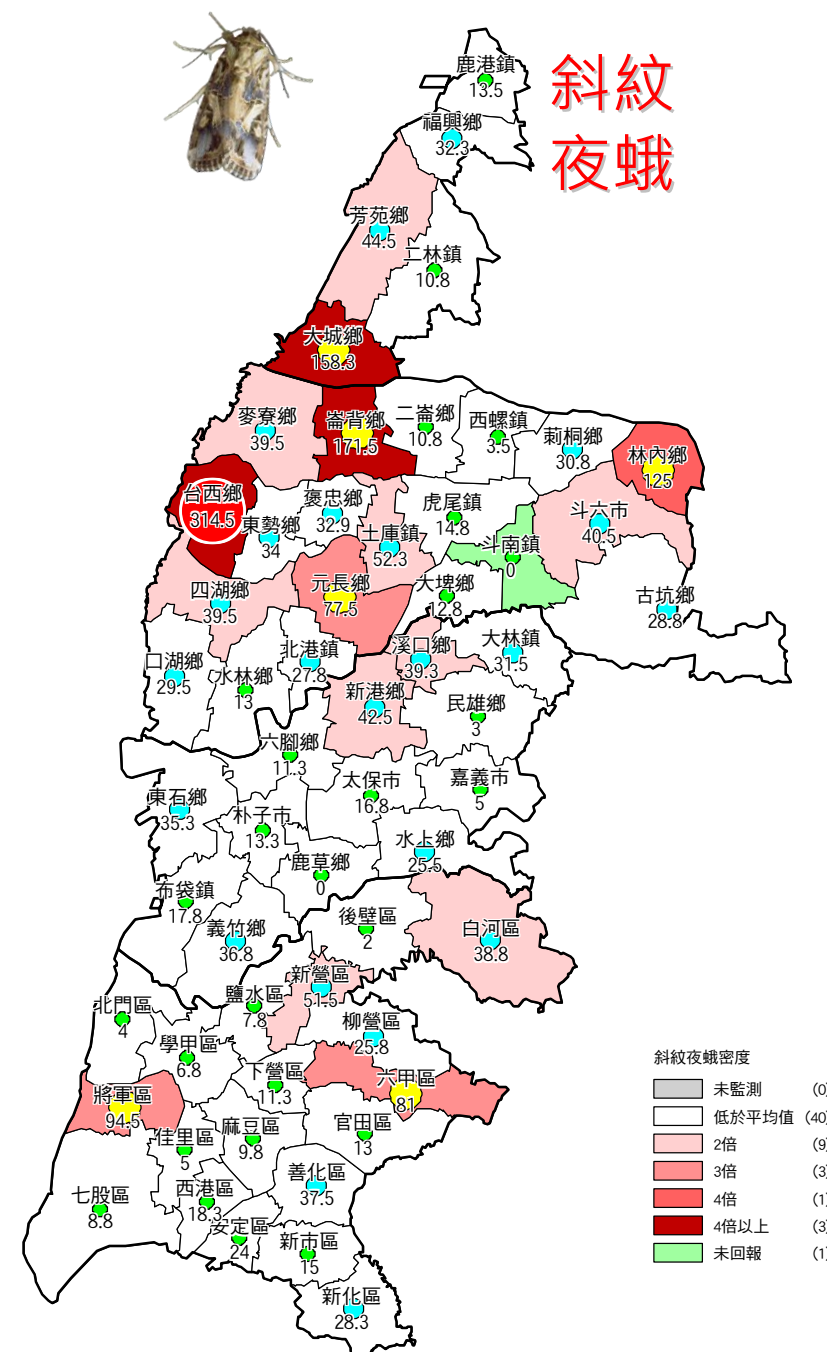 斜紋
夜蛾
鹿港鎮
13.5
福興鄉
32.3
芳苑鄉
44.5
二林鎮
10.8
大城鄉
158.3
麥寮鄉
39.5
崙背鄉
171.5
二崙鄉
10.8
西螺鎮
3.5
莿桐鄉
30.8
林內鄉
125
台西鄉
314.5
東勢鄉
34
褒忠鄉
32.9
土庫鎮
52.3
虎尾鎮
14.8
斗南鎮
0
斗六市
40.5
四湖鄉
39.5
元長鄉
77.5
大埤鄉
12.8
古坑鄉
28.8
口湖鄉
29.5
水林鄉
13
北港鎮
27.8
溪口鄉
39.3
大林鎮
31.5
新港鄉
42.5
民雄鄉
3
六腳鄉
11.3
太保市
16.8
嘉義市
5
東石鄉
35.3
朴子市
13.3
水上鄉
25.5
鹿草鄉
0
布袋鎮
17.8
義竹鄉
36.8
後壁區
2
白河區
38.8
新營區
51.5
鹽水區
7.8
柳營區
25.8
北門區
4
學甲區
6.8
下營區
11.3
六甲區
81
將軍區
94.5
佳里區
5
麻豆區
9.8
官田區
13
七股區
8.8
西港區
18.3
善化區
37.5
安定區
24
新市區
15
新化區
28.3
斜紋夜蛾密度
未監測 (0)
低於平均值 (40)
2倍 (9)
3倍 (3)
4倍 (1)
4倍以上 (3)
未回報 (1)